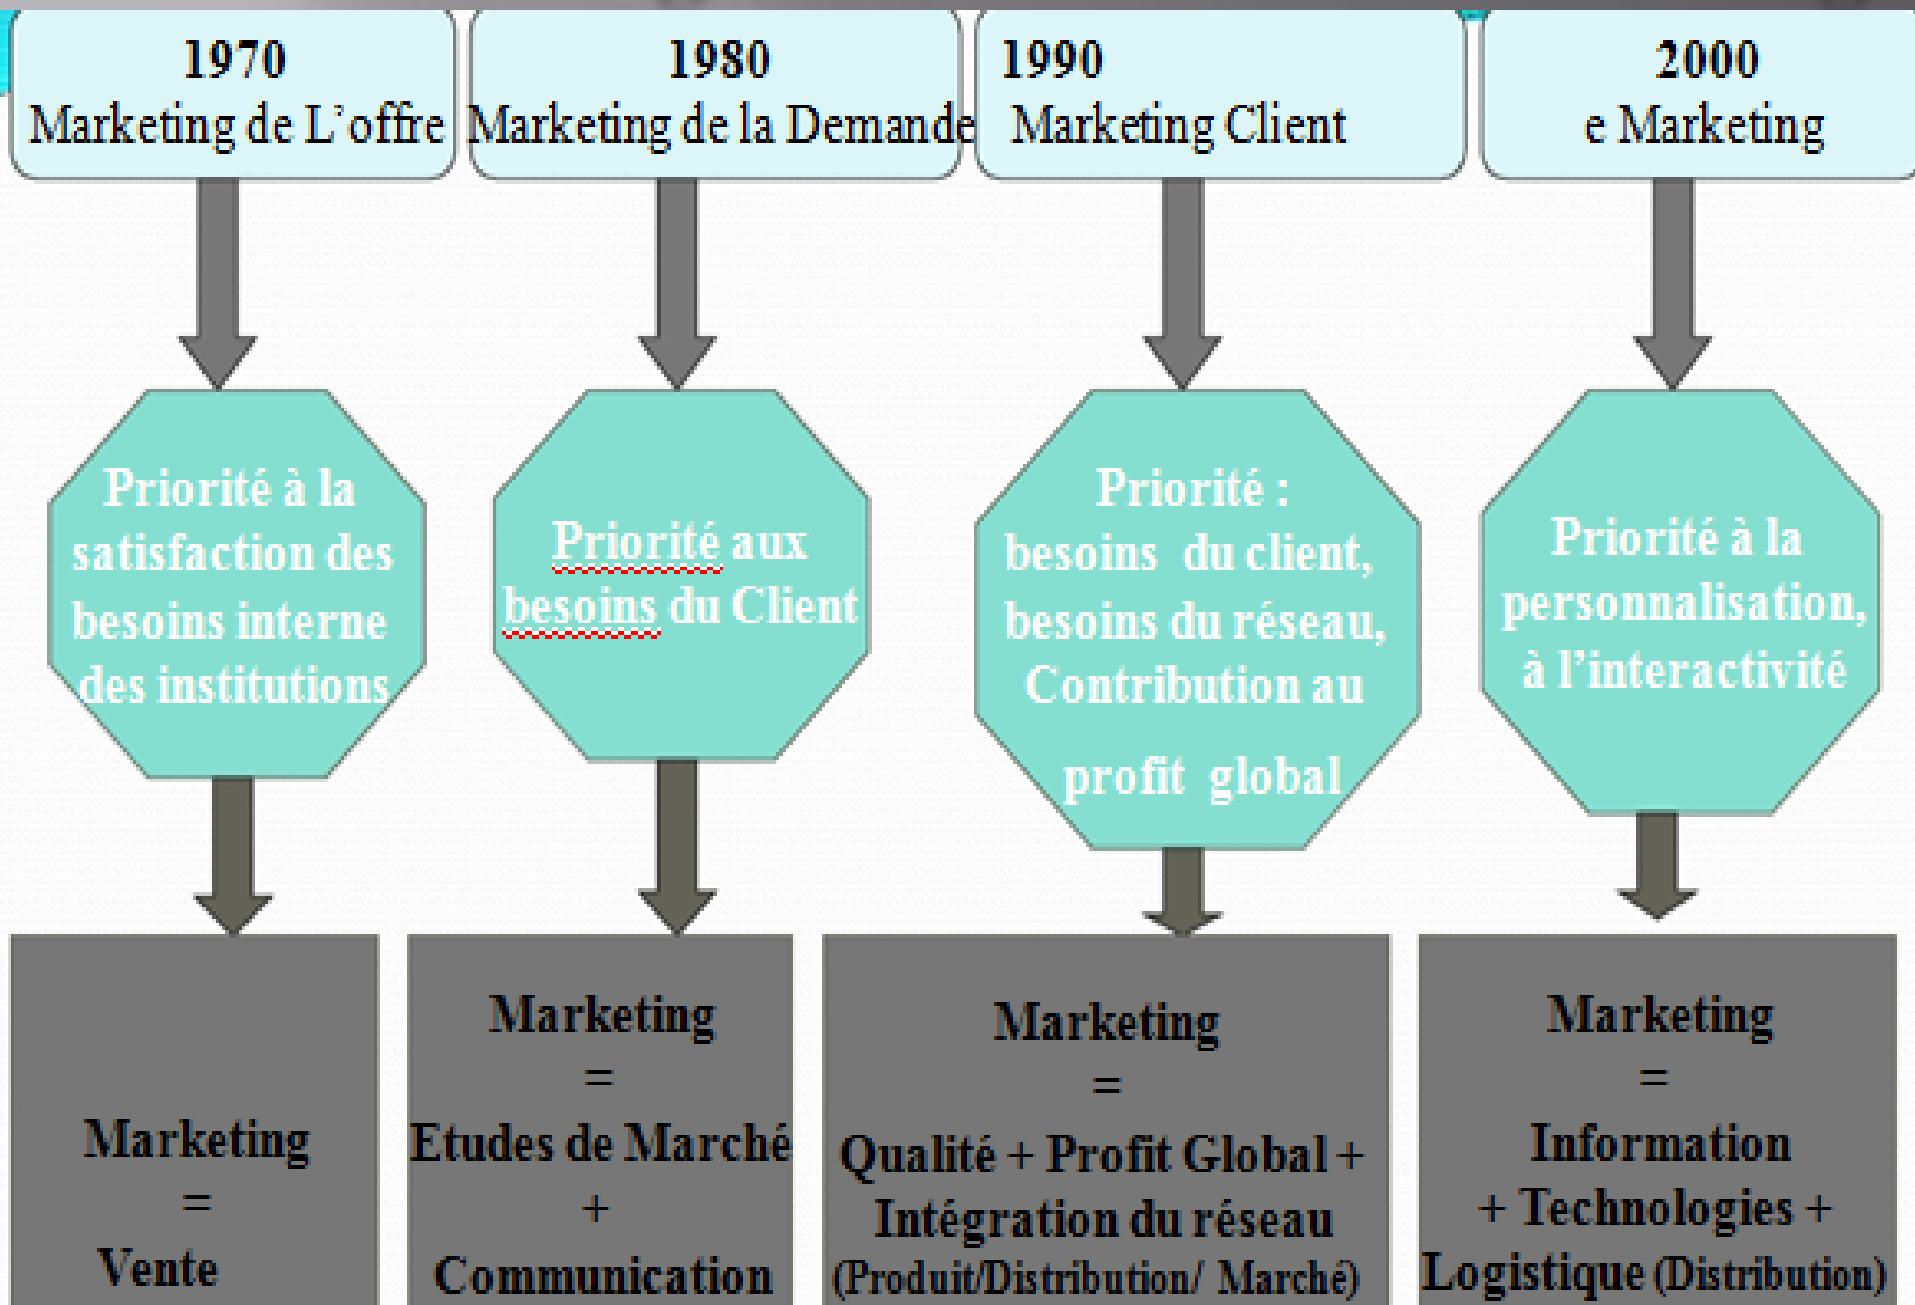 1970
Marketing de L’offre
1980
Marketing de la Demande
1990
Marketing Client
2000
e Marketing
Priorité à la
satisfaction des
besoins interne
des institutions
Priorité aux
besoins du Client
Priorité :
besoins du client,
besoins du réseau,
Contribution au
profit global
Priorité à la
personnalisation,
à l’interactivité
Marketing
=
Vente
Marketing
=
Etudes de Marché
+
Communication
Marketing
=
Qualité + Profit Global +
Intégration du réseau
(Produit/Distribution/ Marché)
Marketing
=
Information
+ Technologies +
Logistique (Distribution)